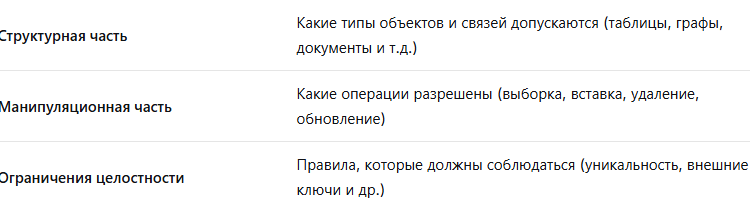 Структурная часть
Какие типы объектов и связей допускаются (таблицы, графы,
документы и т.д.)
Манипуляционная часть
Какие операции разрешены (выборка, вставка, удаление,
обновление)
Ограничения целостности
Правила, которые должны соблюдаться (уникальность, внешние
ключи и др.)